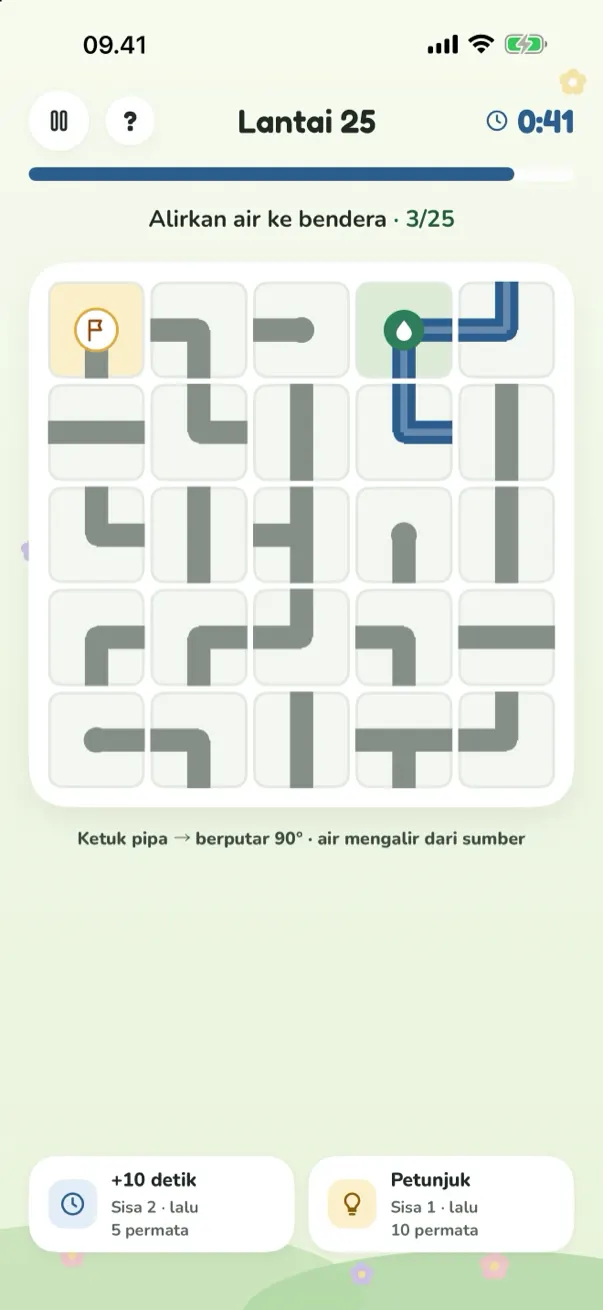 09.41
?
Lantai 25
0:41
Alirkan air ke bendera · 3/25
Ketuk pipa → berputar 90° · air mengalir dari sumber
+10 detik
Sisa 2 · lalu
5 permata
Petunjuk
Sisa 1 · lalu
10 permata